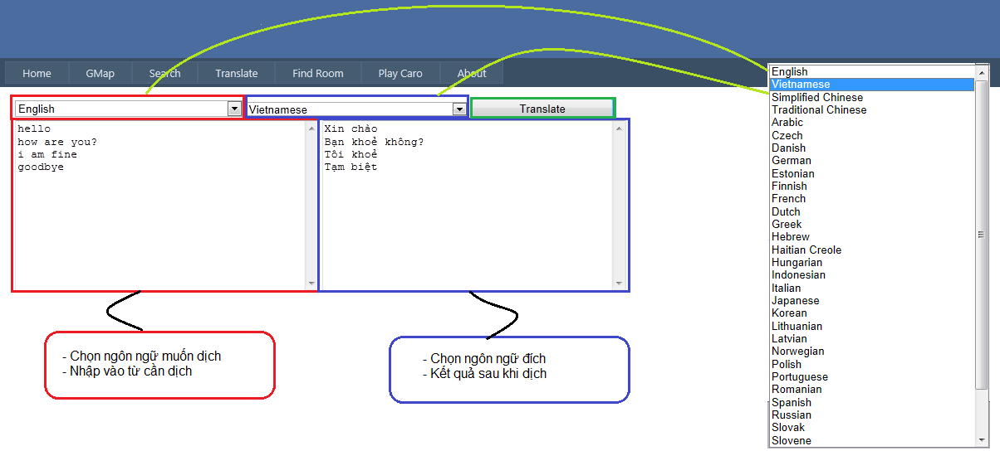 Home GMap Search Translate Find Room Play Caro About
English
Vietnamese
Translate
hello
how are you?
i am fine
goodbye
Xin chào
Bạn khoẻ không?
Tôi khoẻ
Tạm biệt
- Chọn ngôn ngữ muốn dịch
- Nhập vào từ cần dịch
- Chọn ngôn ngữ đích
- Kết quả sau khi dịch
English
Vietnamese
Simplified Chinese
Traditional Chinese
Arabic
Czech
Danish
German
Estonian
Finnish
French
Dutch
Greek
Hebrew
Haitian Creole
Hungarian
Indonesian
Italian
Japanese
Korean
Lithuanian
Latvian
Norwegian
Polish
Portuguese
Romanian
Spanish
Russian
Slovak
Slovene